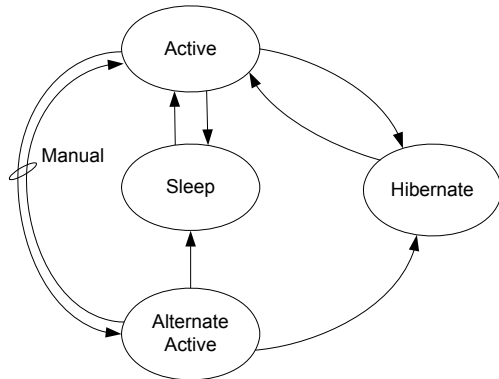 Active
Manual
Sleep
Hibernate
Alternate
Active